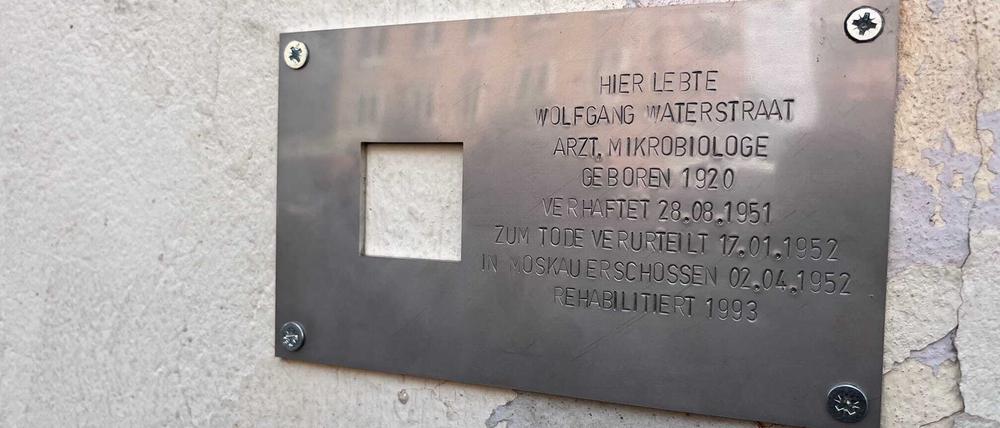 HIER LEBTE
WOLFGANG WATERSTRAAT
ARZT, MIKROBIOLOGE
GEBOREN 1920
VERHAFTET 28.08.1951
ZUM TODE VERURTEILT 17.01.1952
IN MOSKAU ERSCHOSSEN 02.04.1952
REHABILITIERT 1993